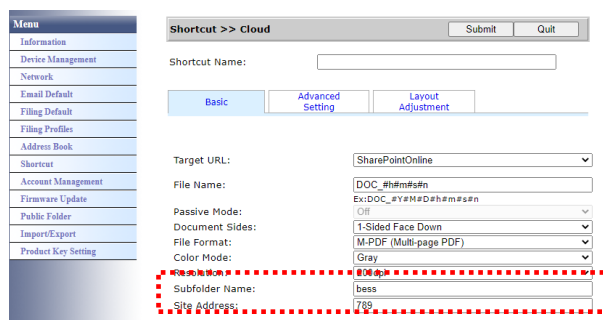 Menu
Information
Device Management
Network
Email Default
Filing Default
Filing Profiles
Address Book
Shortcut
Account Management
Firmware Update
Public Folder
Import/Export
Product Key Setting
Shortcut >> Cloud Submit Quit
Shortcut Name:
Basic Advanced Setting Layout Adjustment
Target URL: SharePointOnline
File Name: DOC_#h#m#s#n
Ex:DOC_#Y#M#D#h#m#s#n
Passive Mode: Off
Document Sides: 1-Sided Face Down
File Format: M-PDF (Multi-page PDF)
Color Mode: Gray
Resolution: 200dpi
Subfolder Name: bess
Site Address: 789